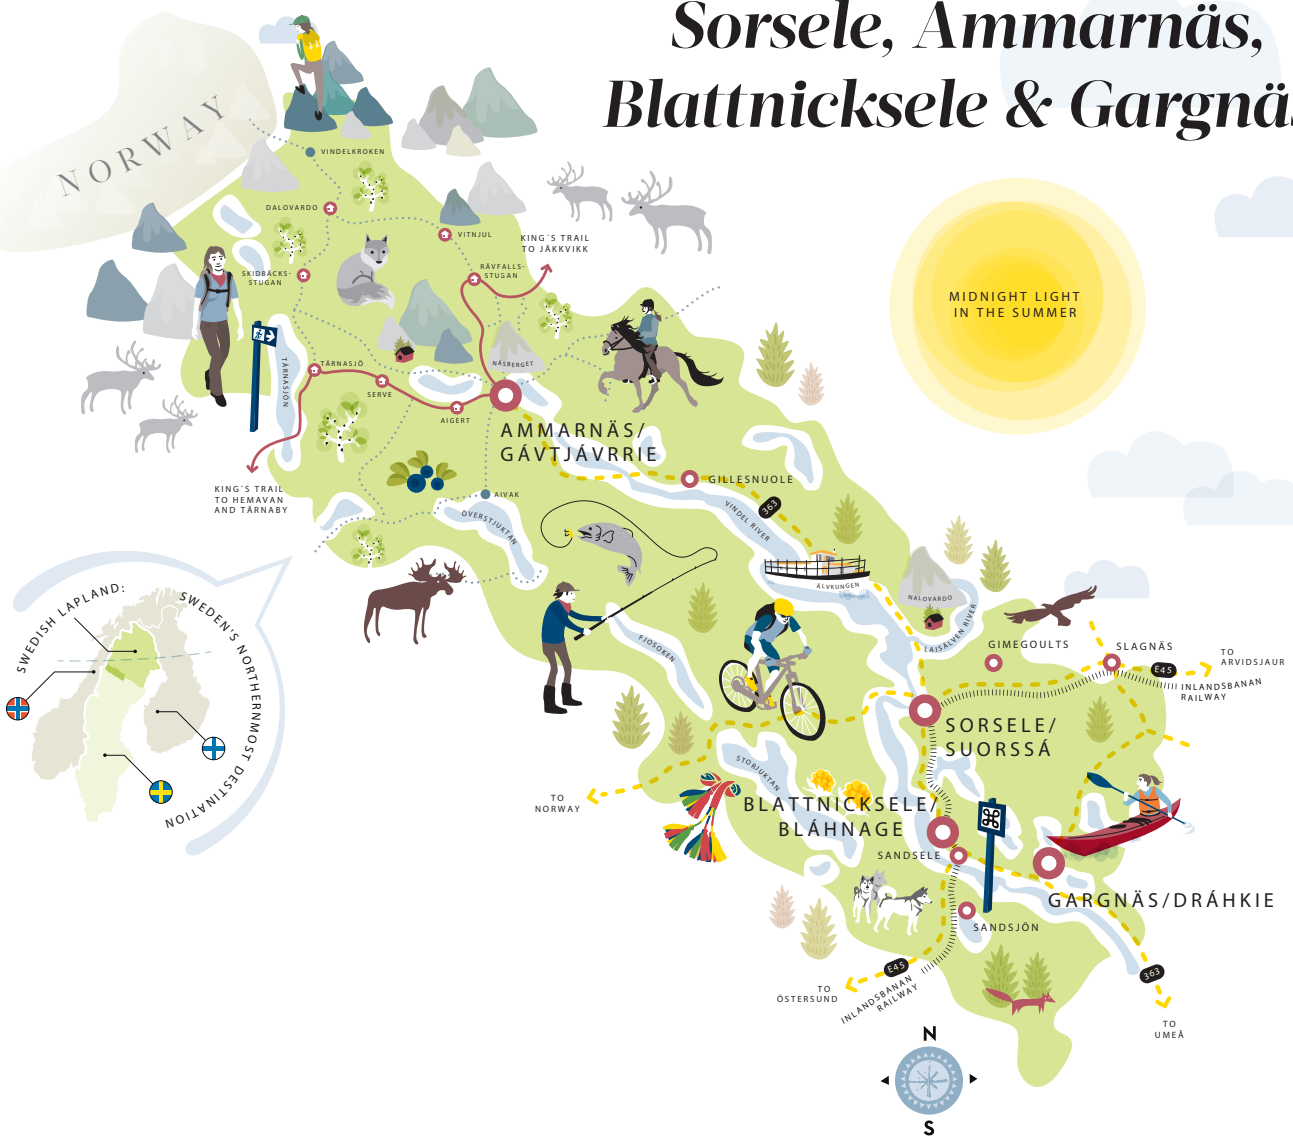 Sorsele, Ammarnäs,
Blattnicksele & Gargnäs
NORWAY
VINDELKROKEN
DALOVARDO
VITNJUL
KING´S TRAIL
TO JÄKKVIKK
SKIDBÄCKS-
STUGAN
RÄVFALLS-
STUGAN
MIDNIGHT LIGHT
IN THE SUMMER
TÄRNASJÖN
TÄRNASJÖ
SERVE
AIGERT
NÄSBERGET
AMMARNÄS/
GÁVTJÁVRRIE
GILLESNUOLE
363
VINDEL RIVER
KING´S TRAIL
TO HEMAVAN
AND TÄRNABY
AIVAK
ÖVERSTJUKTAN
ÄLVKUNGEN
NALOVARDO
LAISÄLVEN RIVER
FJOSOKEN
GIMEGOULTS
SLAGNÄS
TO
ARVIDSJAUR
E45
INLANDSBANAN
RAILWAY
SWEDISH LAPLAND:
SWEDEN'S NORTHERNMOST DESTINATION
SORSELE/
SUORSSÁ
STORJUKTAN
TO
NORWAY
BLATTNICKSELE/
BLÁHNAGE
SANDSELE
GARGNÄS/DRÁHKIE
SANDSJÖN
E45
363
TO
ÖSTERSUND
INLANDSBANAN
RAILWAY
TO
UMEÅ
N
S